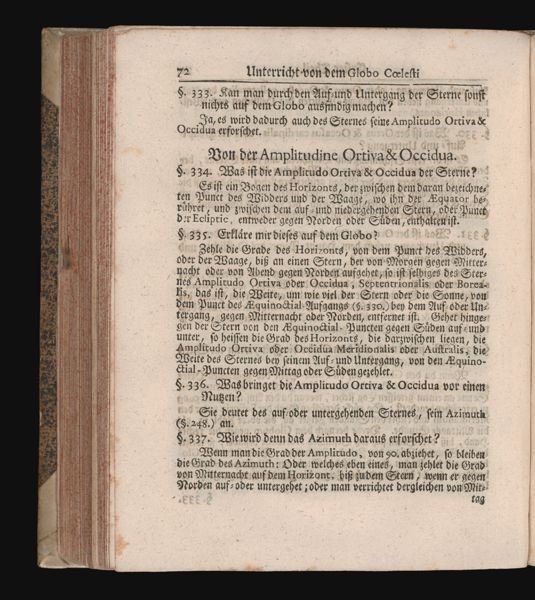 72 Unterricht von dem Globo Cœlesti
§. 333. Kan man durch den Auf- und Untergang der Sterne sonst
nichts auf dem Globo ausfindig machen?
Ja, es wird dadurch auch des Sternes seine Amplitudo Ortiva &
Occidua erforschet.
Von der Amplitudine Ortiva & Occidua.
§. 334. Was ist die Amplitudo Ortiva & Occidua der Sterne?
Es ist ein Bogen des Horizonts, der zwischen dem daran bezeichne-
ten Punct des Widders und der Waage, wo ihn der Æquator be-
rühret, und zwischen dem auf- und niedergehenden Stern, oder Punct
der Ecliptic, entweder gegen Norden oder Süden, enthalten ist.
§. 335. Erkläre mir dieses auf dem Globo?
Zehle die Grade des Horizonts, von dem Punct des Widders,
oder der Waage, biß an einen Stern, der von Morgen gegen Mitter-
nacht oder von Abend gegen Norden aufgehet, so ist selbiges des Ster-
nes Amplitudo Ortiva oder Occidua, Septentrionalis oder Borea-
lis, das ist, die Weite, um wie viel der Stern oder die Sonne, von
dem Punct des Æquinoctial-Aufgangs (§. 330.) bey dem Auf oder Un-
tergang, gegen Mitternacht oder Norden, entfernet ist. Gehet hinge-
gen der Stern von den Æquinoctial-Puncten gegen Süden auf- und
unter, so heissen die Grad des Horizonts, die darzwischen liegen, die
Amplitudo Ortiva oder Occidua Meridionalis oder Australis, die
Weite des Sternes bey seinem Auf- und Untergang, von den Æquino-
ctial-Puncten gegen Mittag oder Süden gezehlet.
§. 336. Was bringet die Amplitudo Ortiva & Occidua vor einen
Nutzen?
Sie deutet des auf- oder untergehenden Sternes, sein Azimuth
(§. 248.) an.
§. 337. Wie wird denn das Azimuth daraus erforschet?
Wenn man die Grad der Amplitudo, von 90. abziehet, so bleiben
die Grad des Azimuth: Oder welches eben eines, man zehlet die Grad
von Mitternacht auf dem Horizont, biß zu dem Stern, wenn er gegen
Norden auf- oder untergehet; oder man verrichtet dergleichen von Mit-
tag